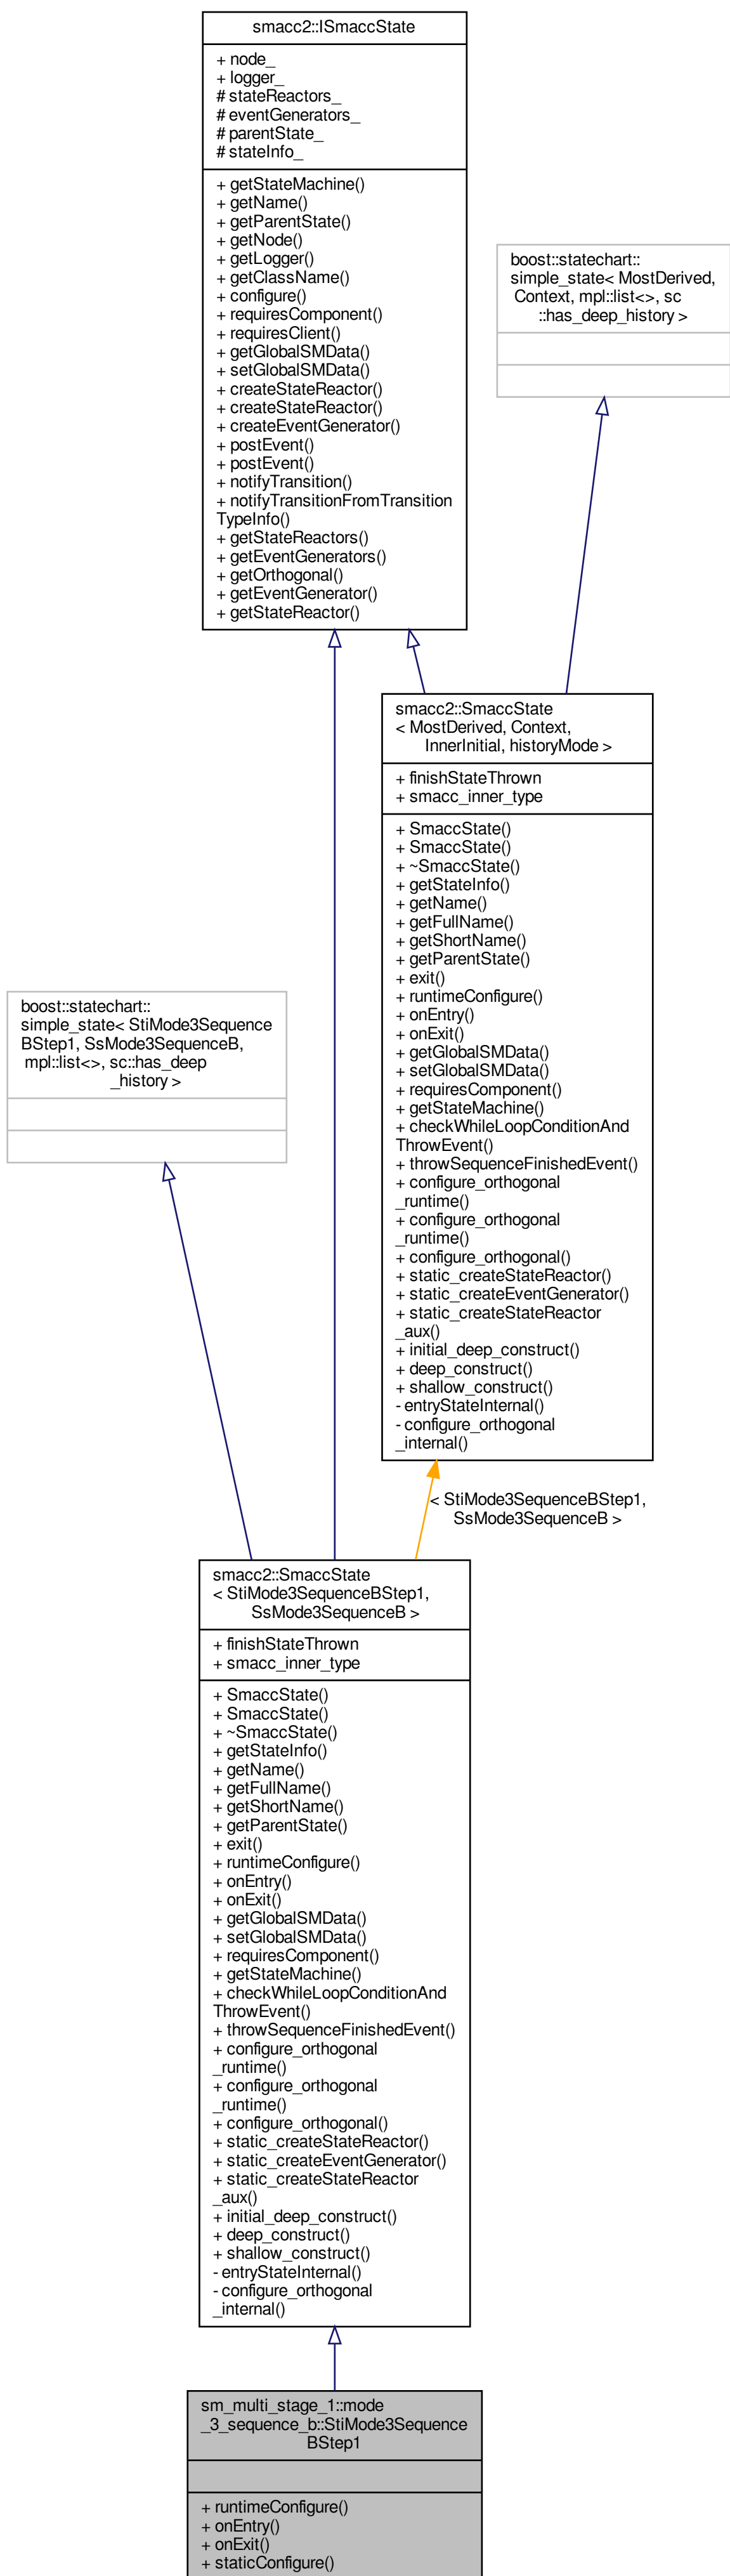 smacc2::ISmaccState
+ node_
+ logger_
# stateReactors_
# eventGenerators_
# parentState_
# stateInfo_
+ getStateMachine()
+ getName()
+ getParentState()
+ getNode()
+ getLogger()
+ getClassName()
+ configure()
+ requiresComponent()
+ requiresClient()
+ getGlobalSMData()
+ setGlobalSMData()
+ createStateReactor()
+ createStateReactor()
+ createEventGenerator()
+ postEvent()
+ postEvent()
+ notifyTransition()
+ notifyTransitionFromTransition
TypeInfo()
+ getStateReactors()
+ getEventGenerators()
+ getOrthogonal()
+ getEventGenerator()
+ getStateReactor()
boost::statechart::
simple_state< MostDerived,
Context, mpl::list<>, sc
::has_deep_history >
smacc2::SmaccState
< MostDerived, Context,
InnerInitial, historyMode >
+ finishStateThrown
+ smacc_inner_type
+ SmaccState()
+ SmaccState()
+ ~SmaccState()
+ getStateInfo()
+ getName()
+ getFullName()
+ getShortName()
+ getParentState()
+ exit()
+ runtimeConfigure()
+ onEntry()
+ onExit()
+ getGlobalSMData()
+ setGlobalSMData()
+ requiresComponent()
+ getStateMachine()
+ checkWhileLoopConditionAnd
ThrowEvent()
+ throwSequenceFinishedEvent()
+ configure_orthogonal
_runtime()
+ configure_orthogonal
_runtime()
+ configure_orthogonal()
+ static_createStateReactor()
+ static_createEventGenerator()
+ static_createStateReactor
_aux()
+ initial_deep_construct()
+ deep_construct()
+ shallow_construct()
- entryStateInternal()
- configure_orthogonal
_internal()
boost::statechart::
simple_state< StiMode3Sequence
BStep1, SsMode3SequenceB,
mpl::list<>, sc::has_deep
_history >
< StiMode3SequenceBStep1,
SsMode3SequenceB >
smacc2::SmaccState
< StiMode3SequenceBStep1,
SsMode3SequenceB >
+ finishStateThrown
+ smacc_inner_type
+ SmaccState()
+ SmaccState()
+ ~SmaccState()
+ getStateInfo()
+ getName()
+ getFullName()
+ getShortName()
+ getParentState()
+ exit()
+ runtimeConfigure()
+ onEntry()
+ onExit()
+ getGlobalSMData()
+ setGlobalSMData()
+ requiresComponent()
+ getStateMachine()
+ checkWhileLoopConditionAnd
ThrowEvent()
+ throwSequenceFinishedEvent()
+ configure_orthogonal
_runtime()
+ configure_orthogonal
_runtime()
+ configure_orthogonal()
+ static_createStateReactor()
+ static_createEventGenerator()
+ static_createStateReactor
_aux()
+ initial_deep_construct()
+ deep_construct()
+ shallow_construct()
- entryStateInternal()
- configure_orthogonal
_internal()
sm_multi_stage_1::mode
_3_sequence_b::StiMode3Sequence
BStep1
+ runtimeConfigure()
+ onEntry()
+ onExit()
+ staticConfigure()